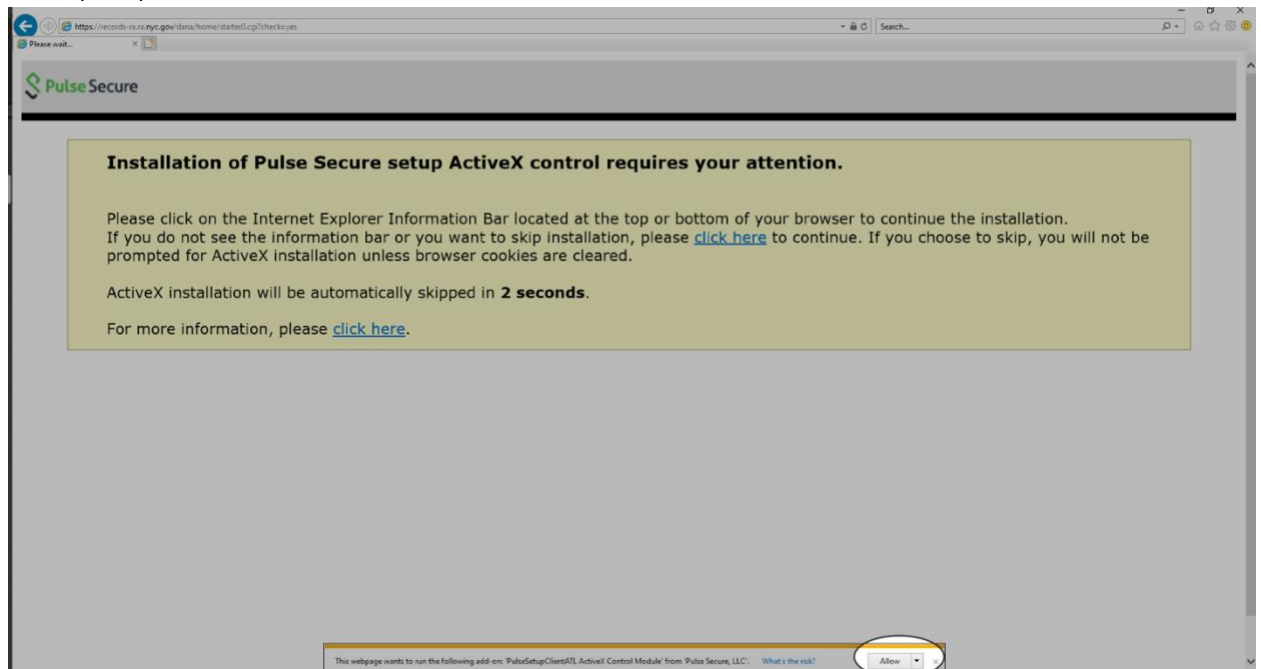 https://records-ra.ra.nyc.gov/dana/home/starter0.cgi?check=yes
Search...
Please wait...
Pulse Secure
Installation of Pulse Secure setup ActiveX control requires your attention.
Please click on the Internet Explorer Information Bar located at the top or bottom of your browser to continue the installation.
If you do not see the information bar or you want to skip installation, please click here to continue. If you choose to skip, you will not be
prompted for ActiveX installation unless browser cookies are cleared.
ActiveX installation will be automatically skipped in 2 seconds.
For more information, please click here.
This webpage wants to run the following add-on: 'PulseSetupClientATL ActiveX Control Module' from 'Pulse Secure, LLC'. What's the risk? Allow